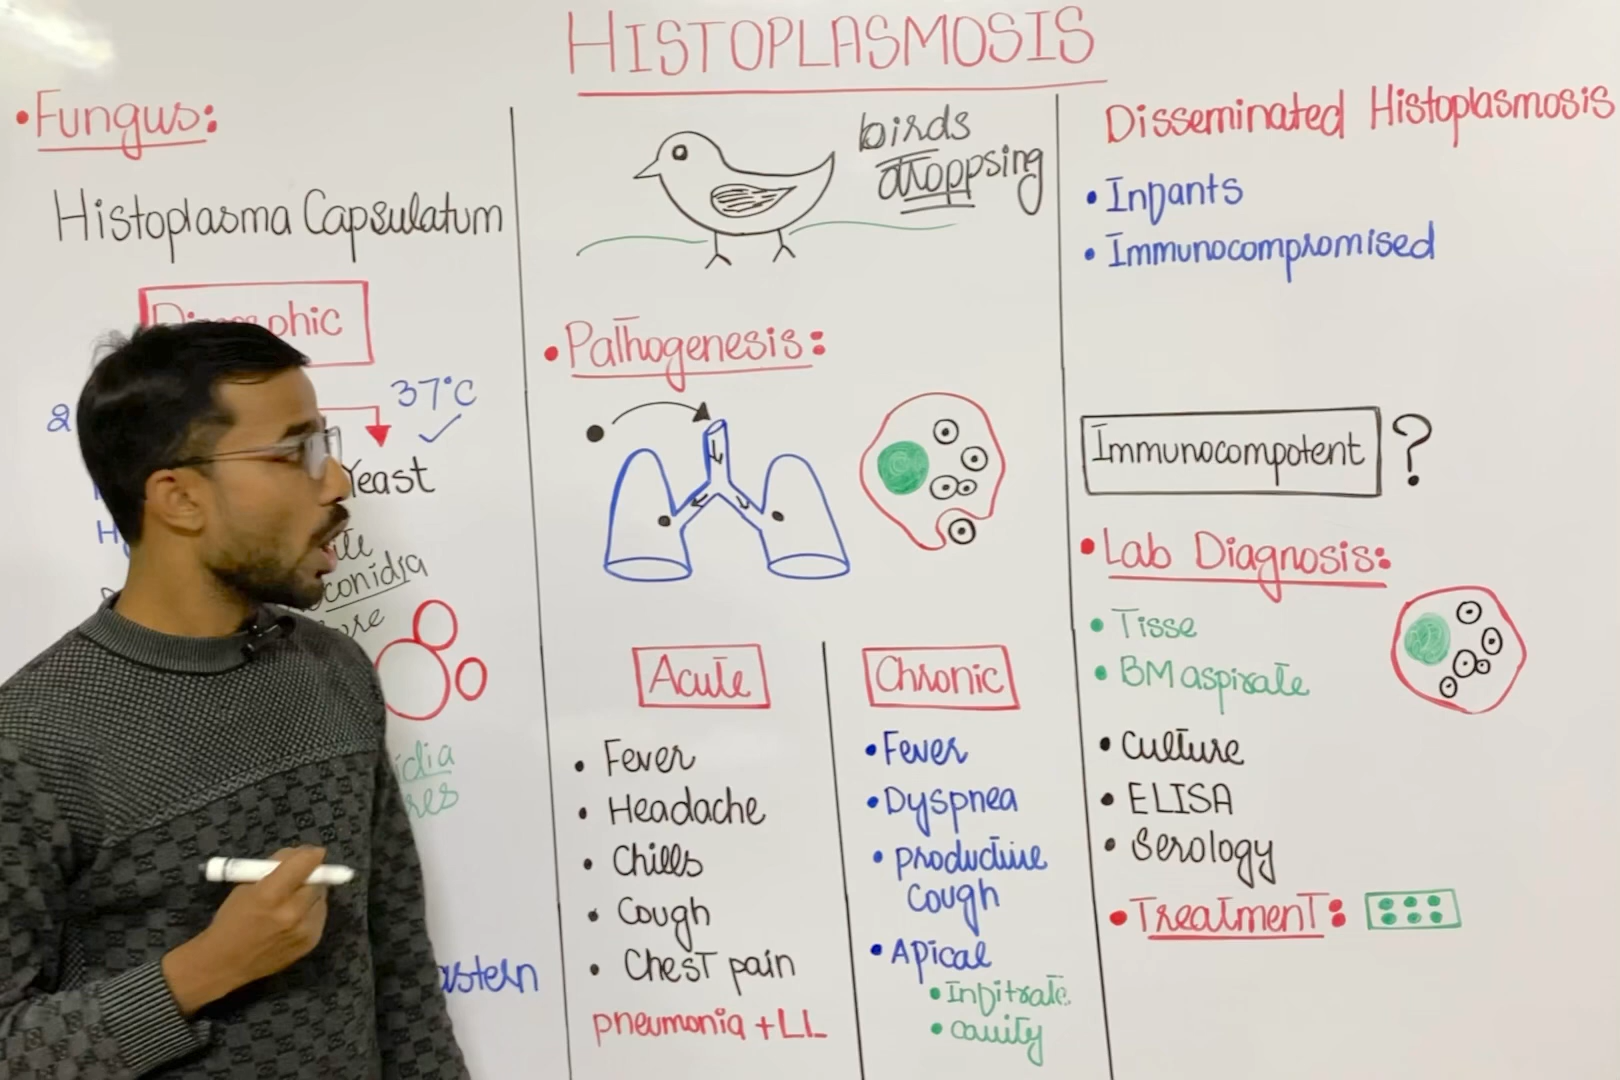 HISTOPLASMOSIS
• Fungus:
Histoplasma Capsulatum
37°C
Yeast
birds
droppsing
• Pathogenesis:
Acute
• Fever
• Headache
• Chills
• Cough
• Chest pain
pneumonia + LL
Chronic
• Fever
• Dyspnea
• productive
cough
• Apical
• Infitrate
• cavity
Disseminated Histoplasmosis
• Infants
• Immunocompromised
Immunocompotent ?
• Lab Diagnosis:
• Tisse
• BM aspirate
• Culture
• ELISA
• Serology
• Treatment: